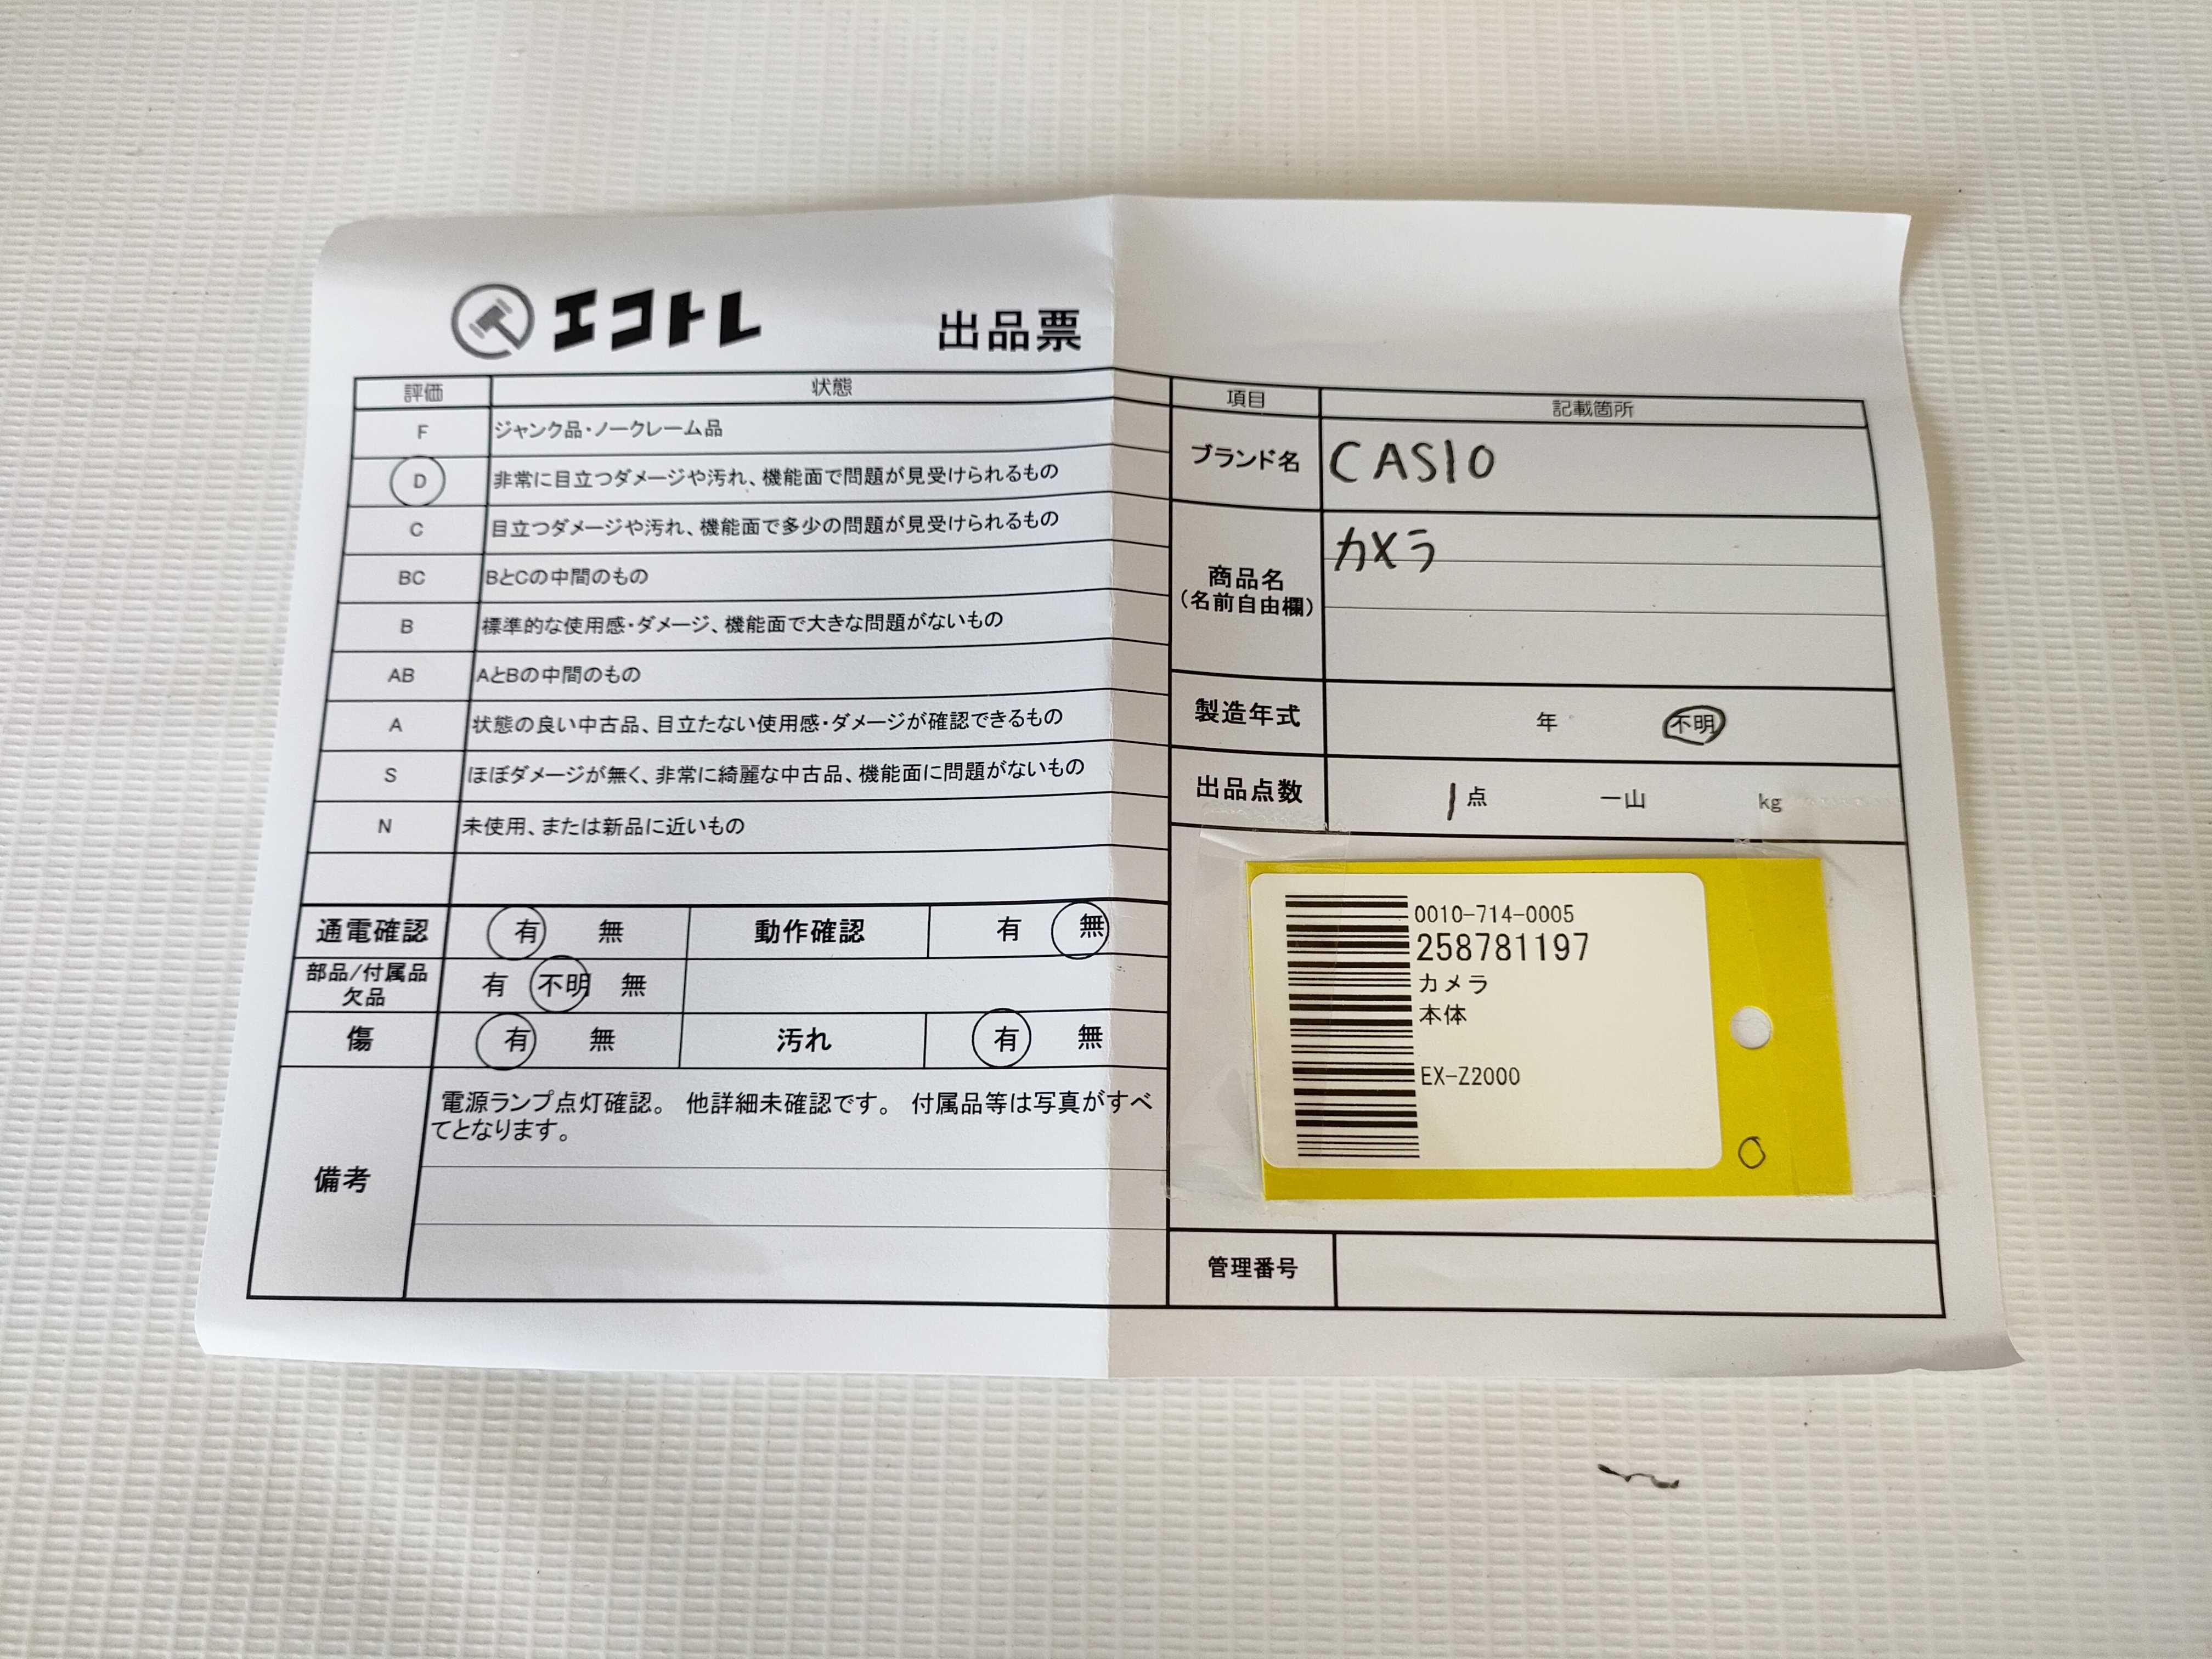 エコトレ
出品票
評価 状態
F ジャンク品・ノークレーム品
D 非常に目立つダメージや汚れ、機能面で問題が見受けられるもの
C 目立つダメージや汚れ、機能面で多少の問題が見受けられるもの
BC BとCの中間のもの
B 標準的な使用感・ダメージ、機能面で大きな問題がないもの
AB AとBの中間のもの
A 状態の良い中古品、目立たない使用感・ダメージが確認できるもの
S ほぼダメージが無く、非常に綺麗な中古品、機能面に問題がないもの
N 未使用、または新品に近いもの
通電確認 有 無 動作確認 有 無
部品/付属品
欠品
有 不明 無
傷 有 無 汚れ 有 無
備考
電源ランプ点灯確認。 他詳細未確認です。 付属品等は写真がすべ
てとなります。
項目 記載箇所
ブランド名 CASIO
商品名
(名前自由欄)
カメラ
製造年式 年 不明
出品点数 1点 一山 kg
0010-714-0005
258781197
カメラ
本体
EX-Z2000
管理番号